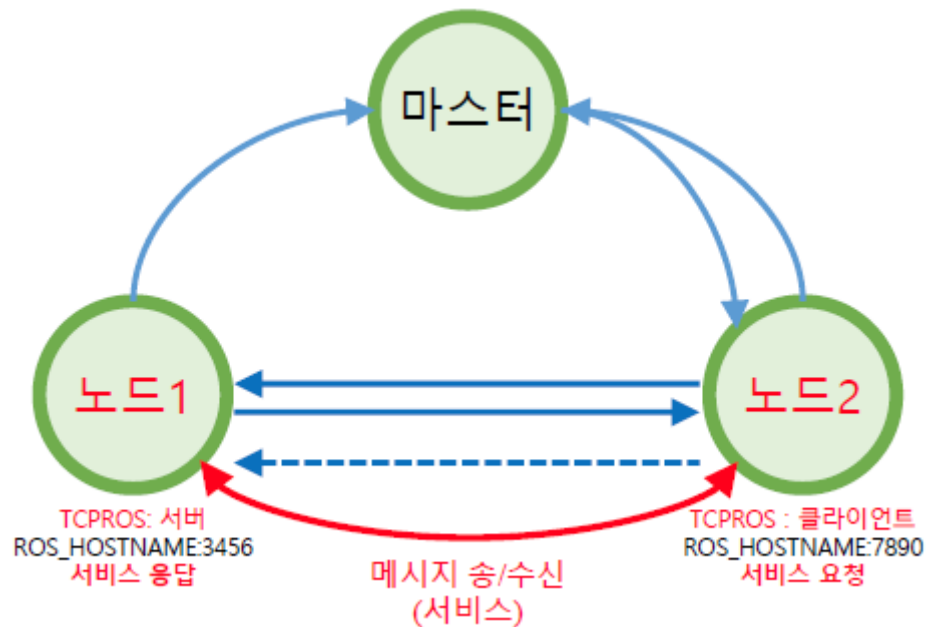 마스터
노드1
노드2
TCPROS: 서버
ROS_HOSTNAME:3456
서비스 응답
TCPROS : 클라이언트
ROS_HOSTNAME:7890
서비스 요청
메시지 송/수신
(서비스)